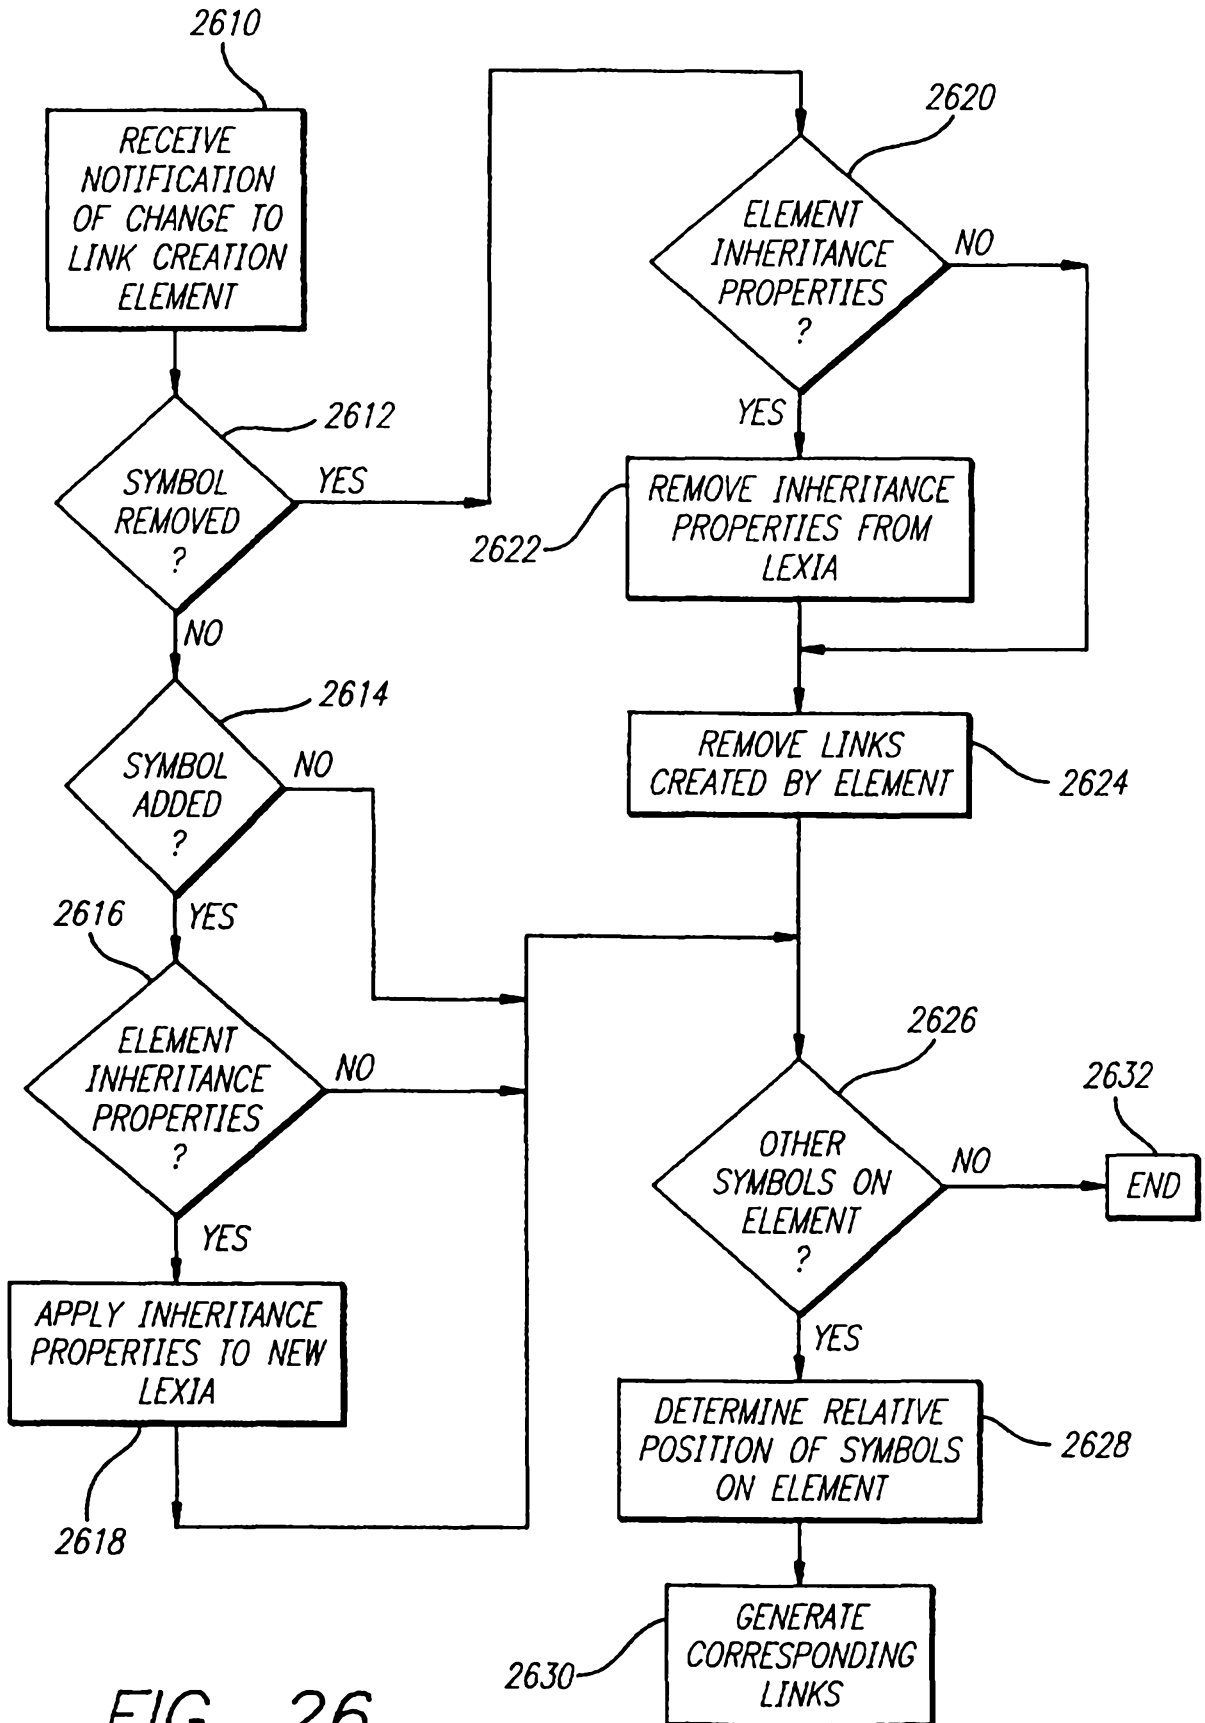 2610
RECEIVE
NOTIFICATION
OF CHANGE TO
LINK CREATION
ELEMENT
2612
SYMBOL
REMOVED
?
YES
NO
2614
SYMBOL
ADDED
?
NO
YES
2616
ELEMENT
INHERITANCE
PROPERTIES
?
NO
YES
APPLY INHERITANCE
PROPERTIES TO NEW
LEXIA
2618
2620
ELEMENT
INHERITANCE
PROPERTIES
?
NO
YES
REMOVE INHERITANCE
PROPERTIES FROM
LEXIA
2622
REMOVE LINKS
CREATED BY ELEMENT
2624
2626
OTHER
SYMBOLS ON
ELEMENT
?
NO
2632
END
YES
DETERMINE RELATIVE
POSITION OF SYMBOLS
ON ELEMENT
2628
GENERATE
CORRESPONDING
LINKS
2630
FIG. 26